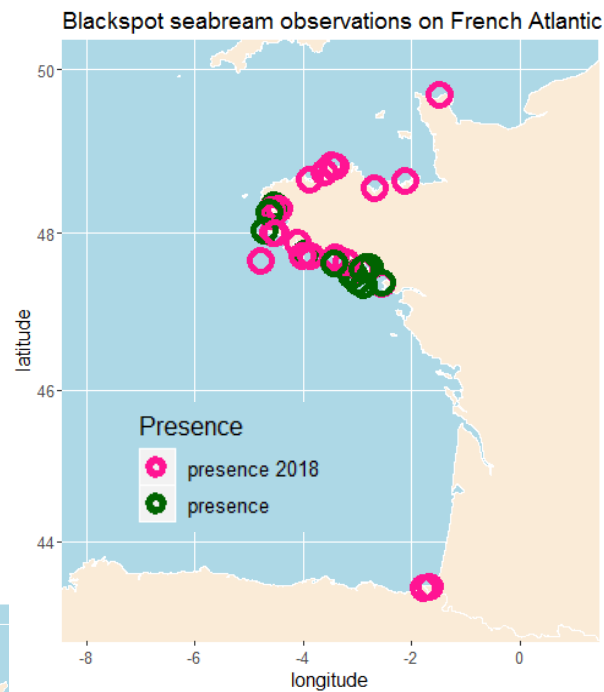 Blackspot seabream observations on French Atlantic
50
48
46
44
latitude
Presence
presence 2018
presence
-8 -6 -4 -2 0
longitude